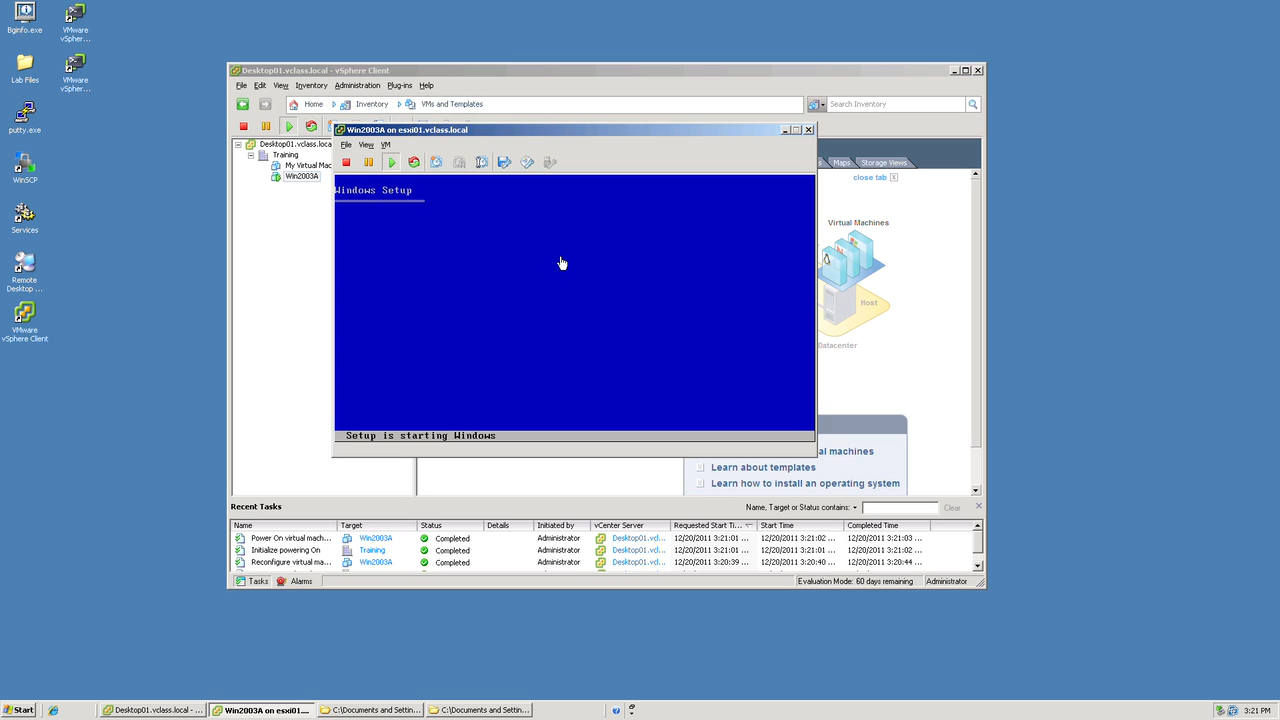 Bginfo.exe
VMware
vSpher...
Lab Files
VMware
vSpher...
putty.exe
WinSCP
Services
Remote
Desktop ...
VMware
vSphere Client
Desktop01.vclass.local - vSphere Client
File Edit View Inventory Administration Plug-ins Help
Home Inventory VMs and Templates Search Inventory
Desktop01.vclass.loca
Training
My Virtual Mac
Win2003A
Win2003A on esxi01.vclass.local
File View VM
Windows Setup
Setup is starting Windows
Maps Storage Views
close tab X
Virtual Machines
Host
Datacenter
al machines
Learn about templates
Learn how to install an operating system
Recent Tasks Name, Target or Status contains: Clear
Name Target Status Details Initiated by vCenter Server Requested Start Ti... Start Time Completed Time
Power On virtual mach... Win2003A Completed Administrator Desktop01.vcl... 12/20/2011 3:21:01 ... 12/20/2011 3:21:02 ... 12/20/2011 3:21:03 ...
Initialize powering On Training Completed Administrator Desktop01.vcl... 12/20/2011 3:21:01 ... 12/20/2011 3:21:01 ... 12/20/2011 3:21:02 ...
Reconfigure virtual ma... Win2003A Completed Administrator Desktop01.vcl... 12/20/2011 3:20:39 ... 12/20/2011 3:20:40 ... 12/20/2011 3:20:44 ...
Tasks Alarms Evaluation Mode: 60 days remaining Administrator
Start Desktop01.vclass.local - ... Win2003A on esxi01.... C:\Documents and Settin... C:\Documents and Settin... 3:21 PM